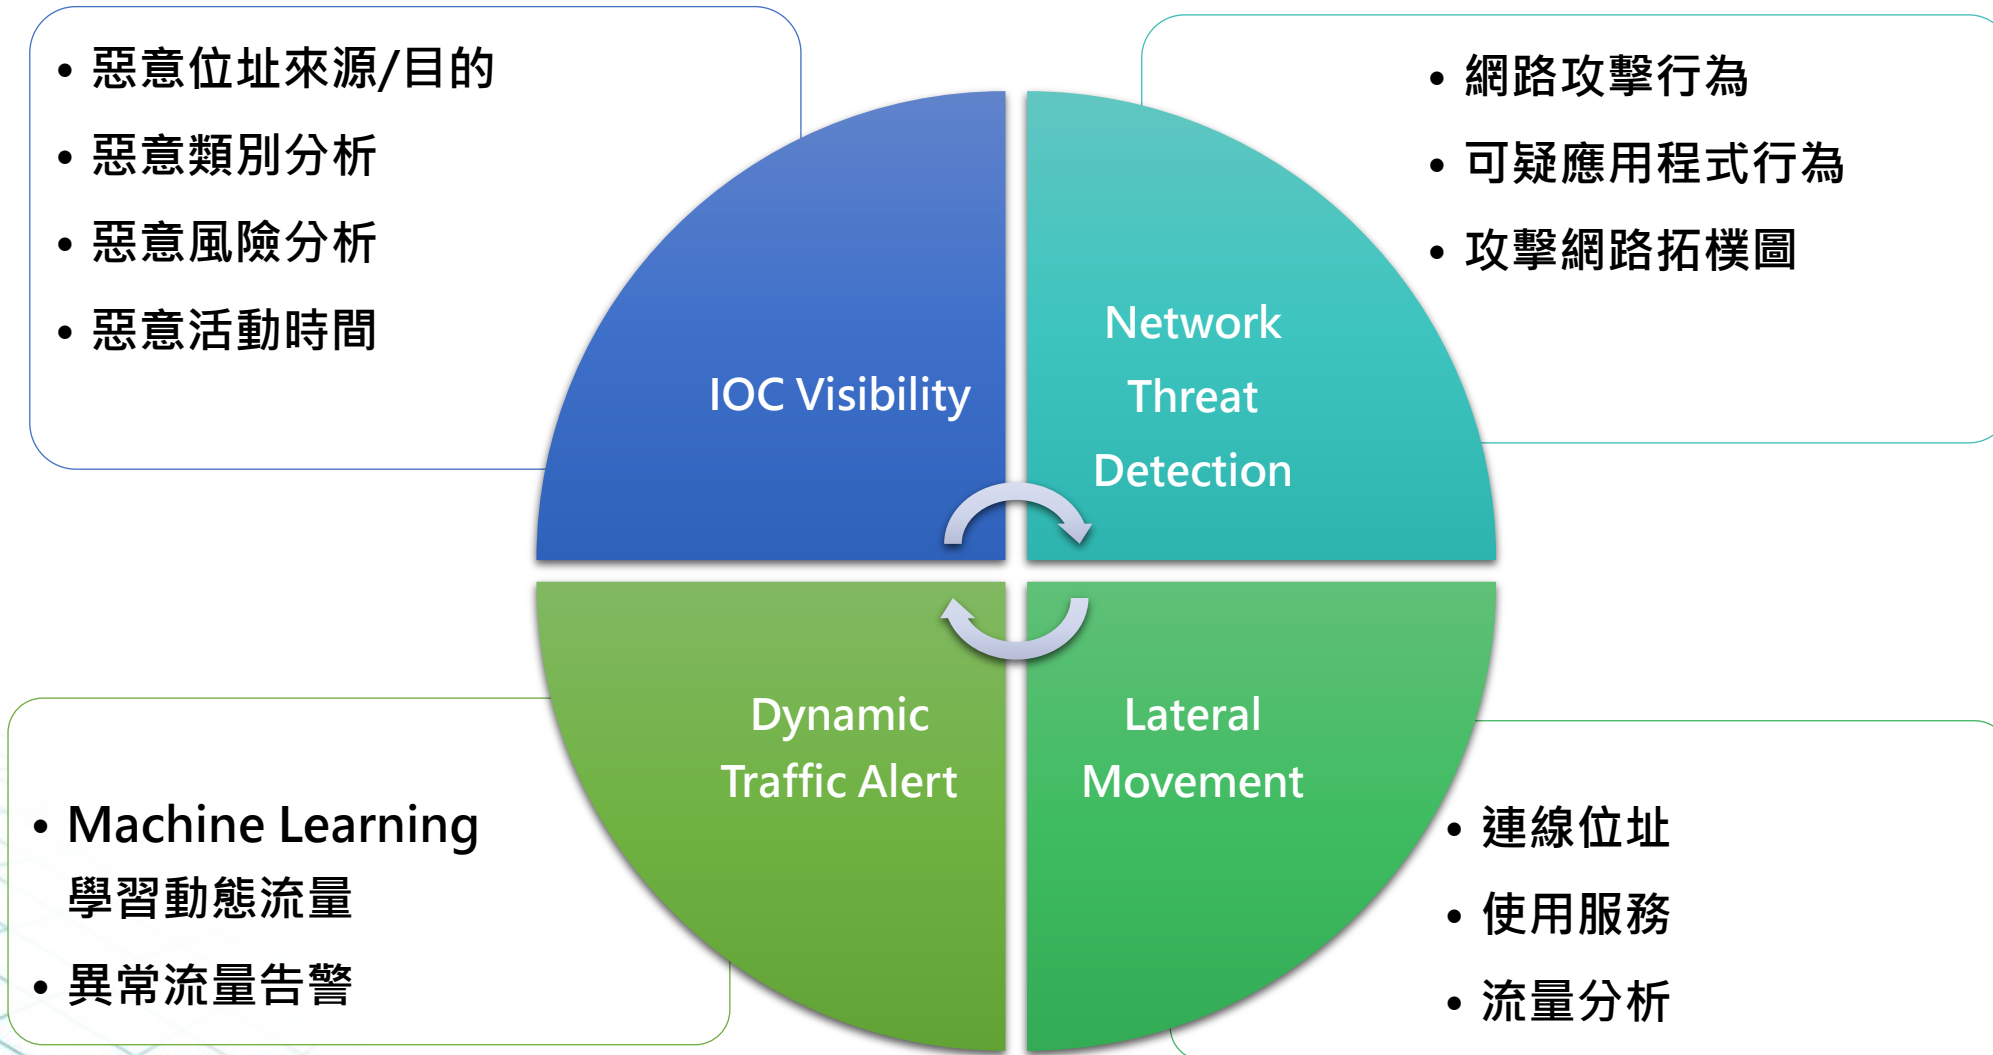 • 惡意位址來源/目的
• 惡意類別分析
• 惡意風險分析
• 惡意活動時間
IOC Visibility
• 網路攻擊行為
• 可疑應用程式行為
• 攻擊網路拓樸圖
Network
Threat
Detection
Dynamic
Traffic Alert
• Machine Learning
學習動態流量
• 異常流量告警
Lateral
Movement
• 連線位址
• 使用服務
• 流量分析